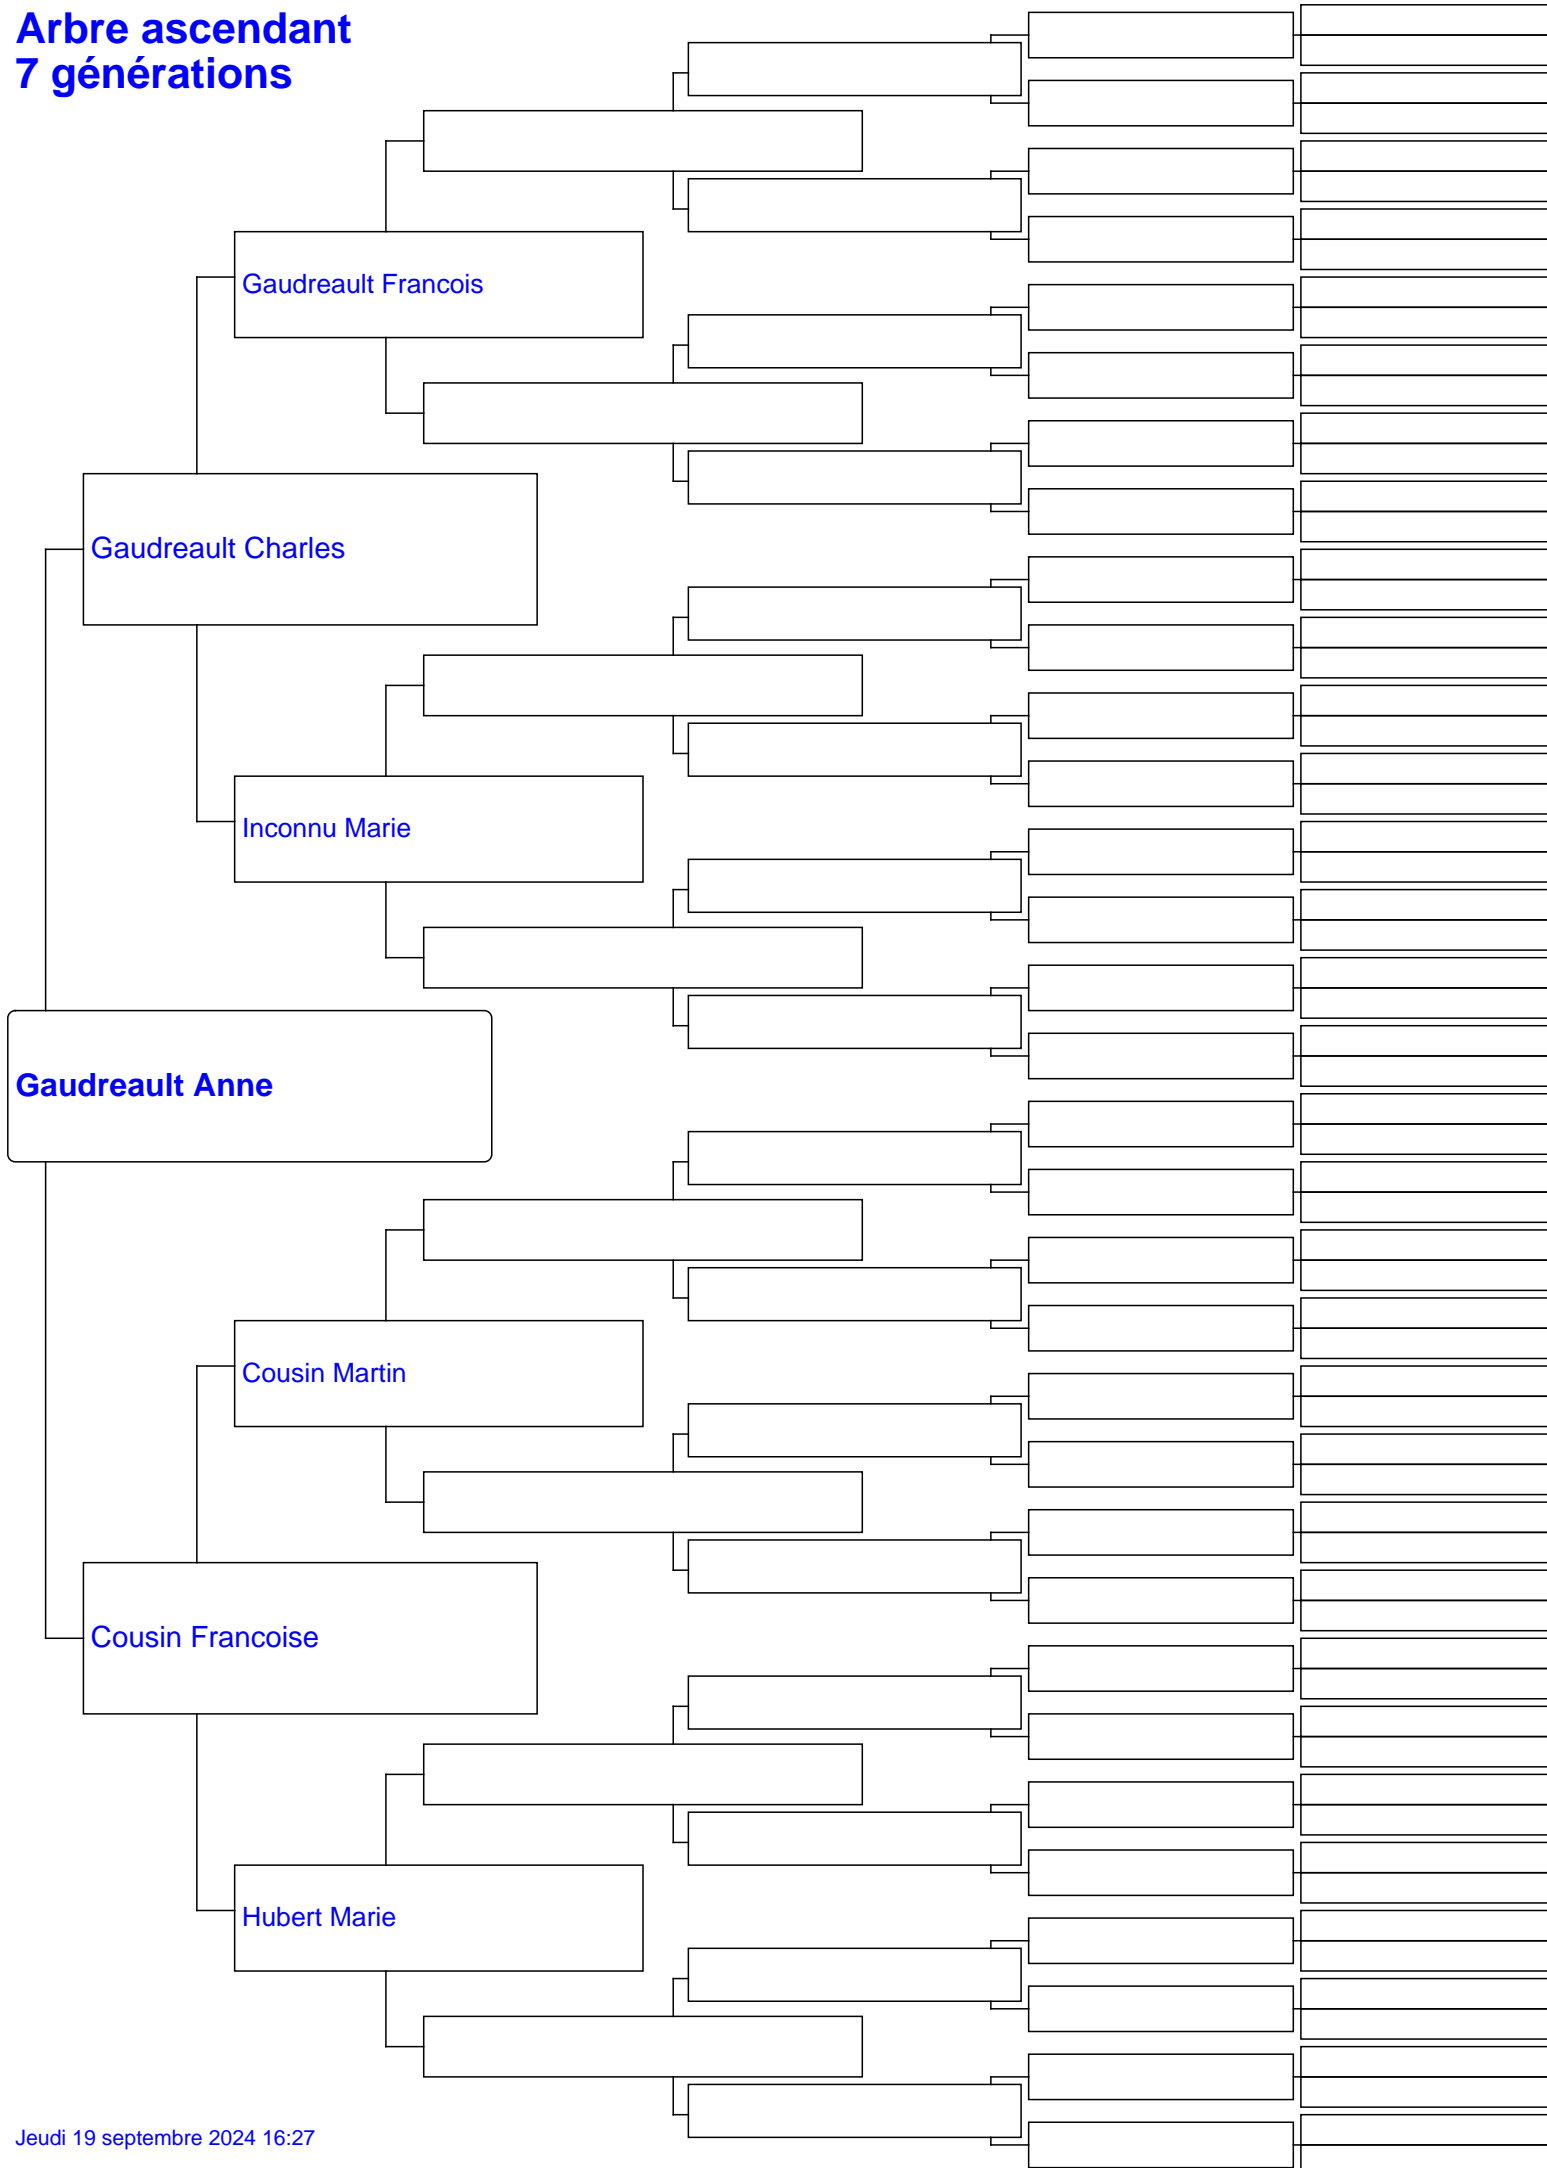 Arbre ascendant
7 générations
Gaudreault Francois
Gaudreault Charles
Inconnu Marie
Gaudreault Anne
Cousin Martin
Cousin Francoise
Hubert Marie
Jeudi 19 septembre 2024 16:27